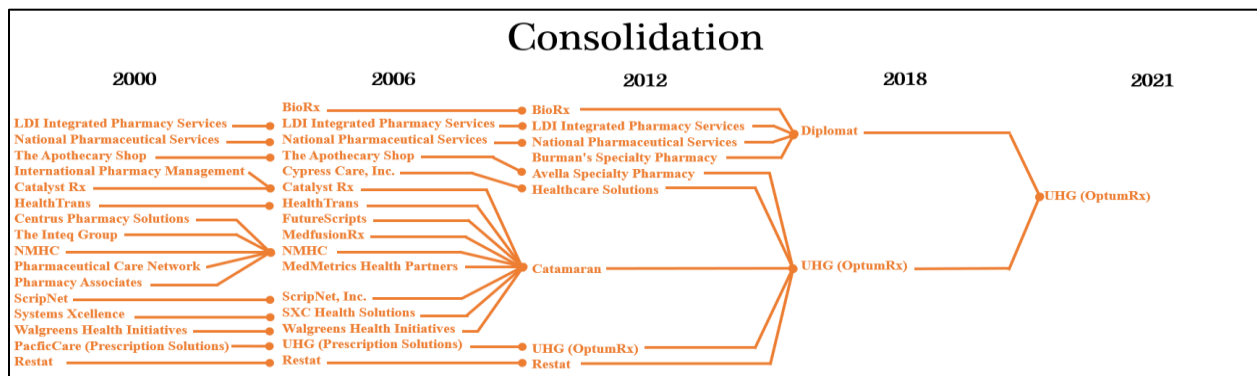 Consolidation
2000
2006
2012
2018
2021
LDI Integrated Pharmacy Services
National Pharmaceutical Services
The Apothecary Shop
International Pharmacy Management
Catalyst Rx
HealthTrans
Centrus Pharmacy Solutions
The Inteq Group
NMHC
Pharmaceutical Care Network
Pharmacy Associates
ScripNet
Systems Xcellence
Walgreens Health Initiatives
PacficCare (Prescription Solutions)
Restat
BioRx
LDI Integrated Pharmacy Services
National Pharmaceutical Services
The Apothecary Shop
Cypress Care, Inc.
Catalyst Rx
HealthTrans
FutureScripts
MedfusionRx
NMHC
MedMetrics Health Partners
ScripNet, Inc.
SXC Health Solutions
Walgreens Health Initiatives
UHG (Prescription Solutions)
Restat
BioRx
LDI Integrated Pharmacy Services
National Pharmaceutical Services
Burman's Specialty Pharmacy
Avella Specialty Pharmacy
Healthcare Solutions
Catamaran
UHG (OptumRx)
Restat
Diplomat
UHG (OptumRx)
UHG (OptumRx)